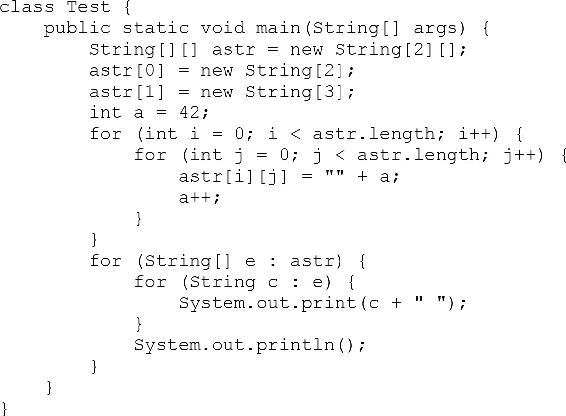 class Test {
    public static void main(String[] args) {
        String[][] astr = new String[2][];
        astr[0] = new String[2];
        astr[1] = new String[3];
        int a = 42;
        for (int i = 0; i < astr.length; i++) {
            for (int j = 0; j < astr.length; j++) {
                astr[i][j] = "" + a;
                a++;
            }
        }
        for (String[] e : astr) {
            for (String c : e) {
                System.out.print(c + " ");
            }
            System.out.println();
        }
    }
}